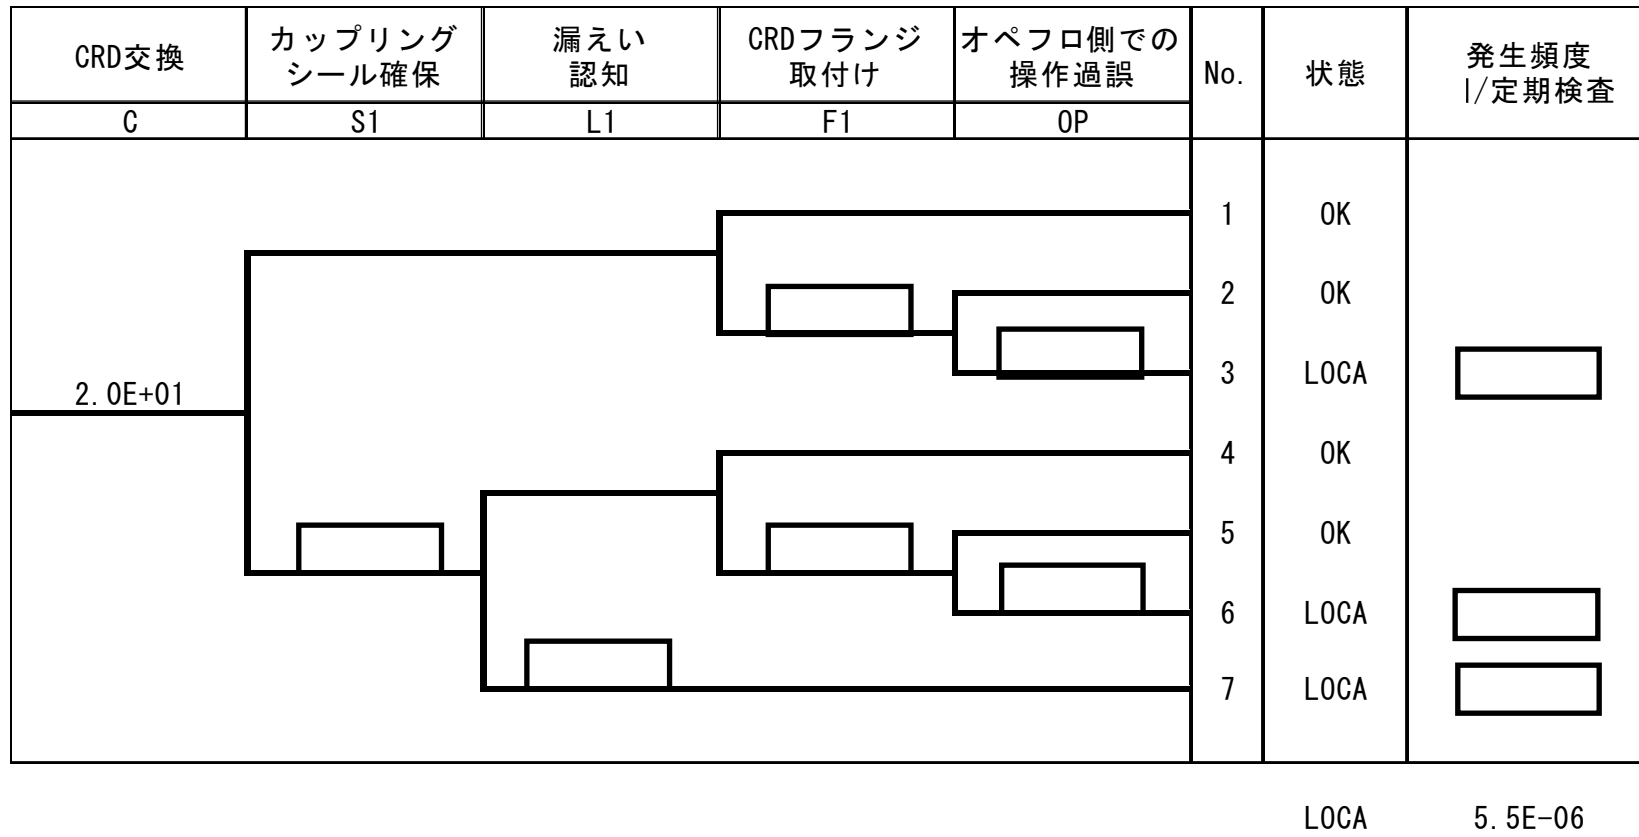 CRD交換
カップリング
シール確保
漏えい
認知
CRDフランジ
取付け
オペフロ側での
操作過誤
No.
状態
発生頻度
1/定期検査
C
S1
L1
F1
OP
1
OK
2
OK
3
LOCA
2.0E+01
4
OK
5
OK
6
LOCA
7
LOCA
LOCA
5.5E-06